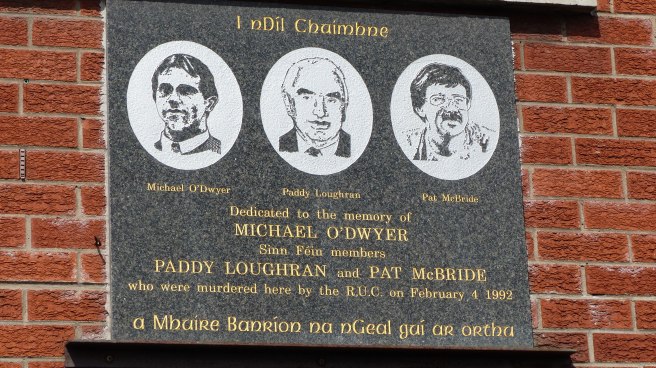 I nDíl Chaimhne
Michael O'Dwyer
Paddy Loughran
Pat McBride
Dedicated to the memory of
MICHAEL O'DWYER
Sinn Féin members
PADDY LOUGHRAN and PAT McBRIDE
who were murdered here by the R.U.C. on February 4 1992
a Mhaire Banríon na nGeal guí ar ortha